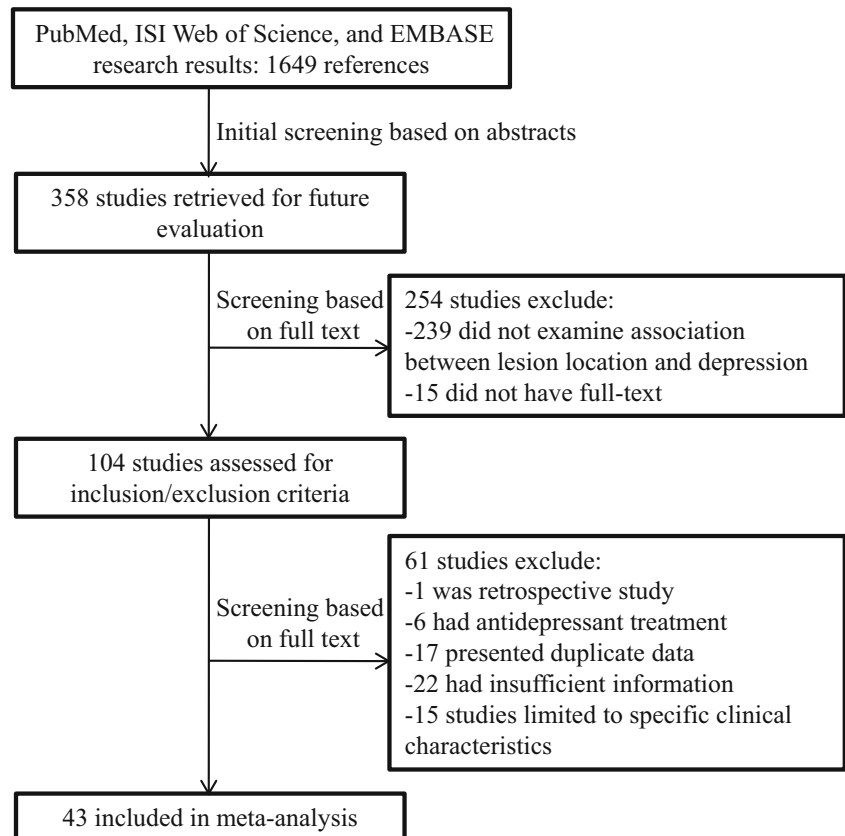 PubMed, ISI Web of Science, and EMBASE
research results: 1649 references
Initial screening based on abstracts
358 studies retrieved for future
evaluation
Screening based
on full text
254 studies exclude:
-239 did not examine association
between lesion location and depression
-15 did not have full-text
104 studies assessed for
inclusion/exclusion criteria
Screening based
on full text
61 studies exclude:
-1 was retrospective study
-6 had antidepressant treatment
-17 presented duplicate data
-22 had insufficient information
-15 studies limited to specific clinical
characteristics
43 included in meta-analysis